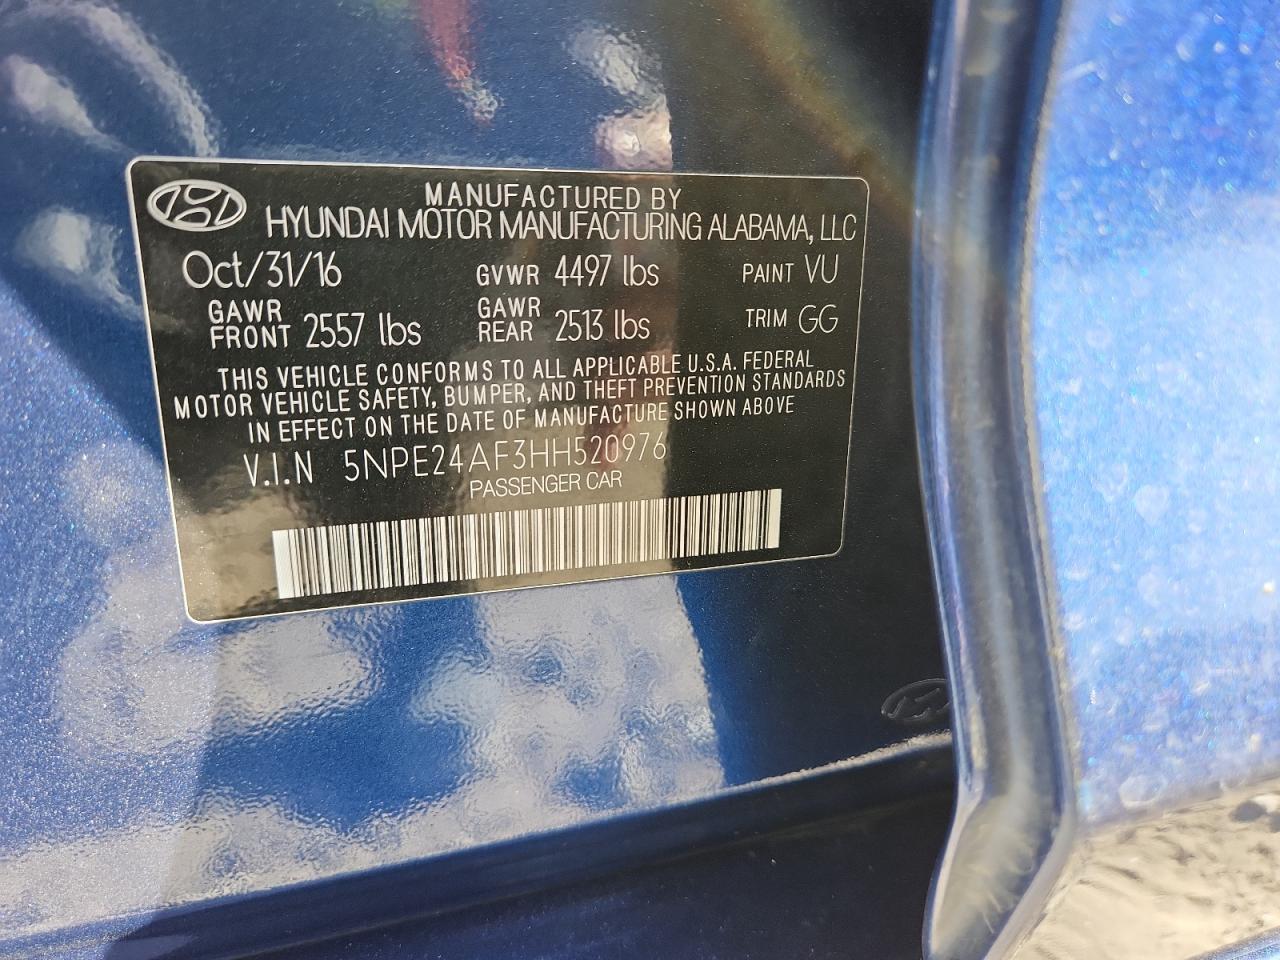 MANUFACTURED BY
HYUNDAI MOTOR MANUFACTURING ALABAMA, LLC
Oct/31/16 GVWR 4497 lbs PAINT VU
GAWR FRONT 2557 lbs GAWR REAR 2513 lbs TRIM GG
THIS VEHICLE CONFORMS TO ALL APPLICABLE U.S.A. FEDERAL
MOTOR VEHICLE SAFETY, BUMPER, AND THEFT PREVENTION STANDARDS
IN EFFECT ON THE DATE OF MANUFACTURE SHOWN ABOVE
V.I.N 5NPE24AF3HH520976
PASSENGER CAR